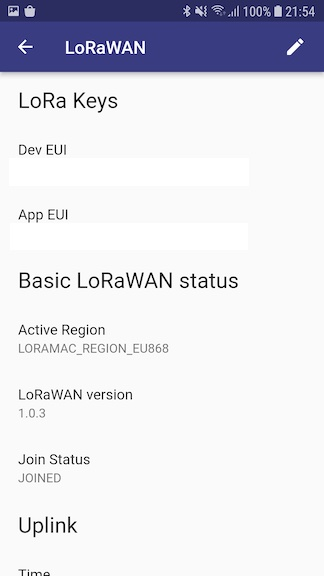 100% 21:54
LoRaWAN
LoRa Keys
Dev EUI
App EUI
Basic LoRaWAN status
Active Region
LORAMAC_REGION_EU868
LoRaWAN version
1.0.3
Join Status
JOINED
Uplink
Time